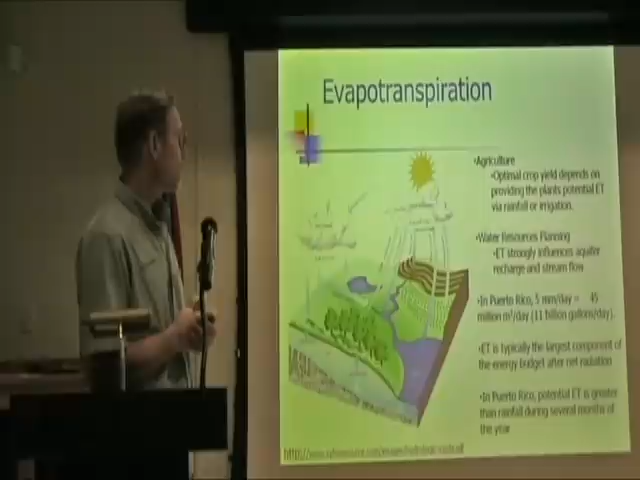 Evapotranspiration
•Agriculture
•Optimal crop yield depends on
providing the plants potential ET
via rainfall or irrigation.
•Water Resources Planning
•ET strongly influences aquifer
recharge and stream flow
•In Puerto Rico, 5 mm/day = 45
million m³/day (11 billion gallons/day).
•ET is typically the largest component of
the energy budget after net radiation
•In Puerto Rico, potential ET is greater
than rainfall during several months of
the year